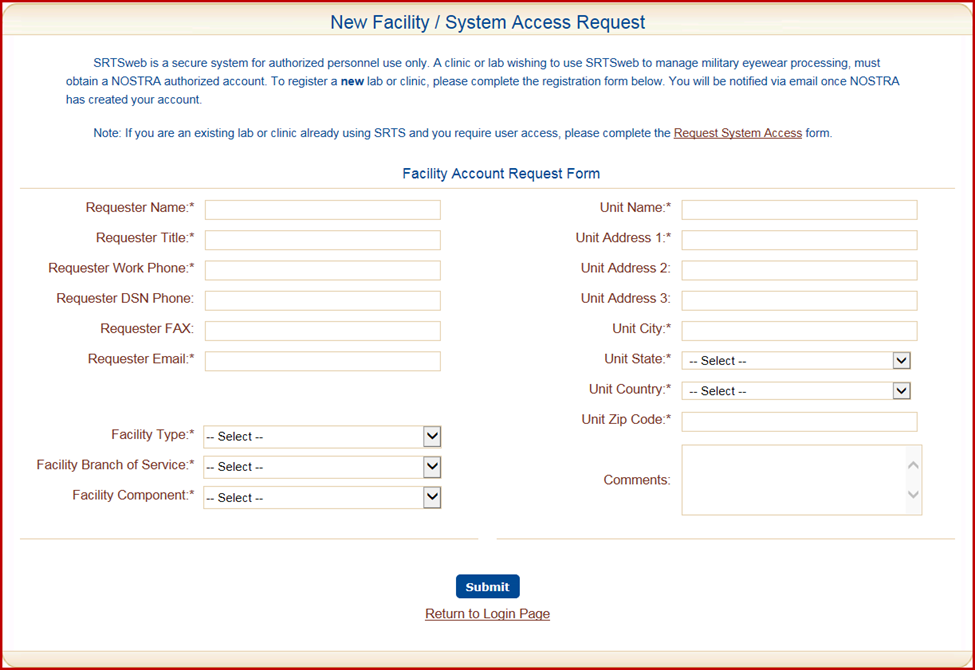 New Facility / System Access Request
SRTSweb is a secure system for authorized personnel use only. A clinic or lab wishing to use SRTSweb to manage military eyewear processing, must
obtain a NOSTRA authorized account. To register a new lab or clinic, please complete the registration form below. You will be notified via email once NOSTRA
has created your account.
Note: If you are an existing lab or clinic already using SRTS and you require user access, please complete the Request System Access form.
Facility Account Request Form
Requester Name:*
Requester Title:*
Requester Work Phone:*
Requester DSN Phone:
Requester FAX:
Requester Email:*
Facility Type:* -- Select --
Facility Branch of Service:* -- Select --
Facility Component:* -- Select --
Unit Name:*
Unit Address 1:*
Unit Address 2:
Unit Address 3:
Unit City:*
Unit State:* -- Select --
Unit Country:* -- Select --
Unit Zip Code:*
Comments:
Submit
Return to Login Page